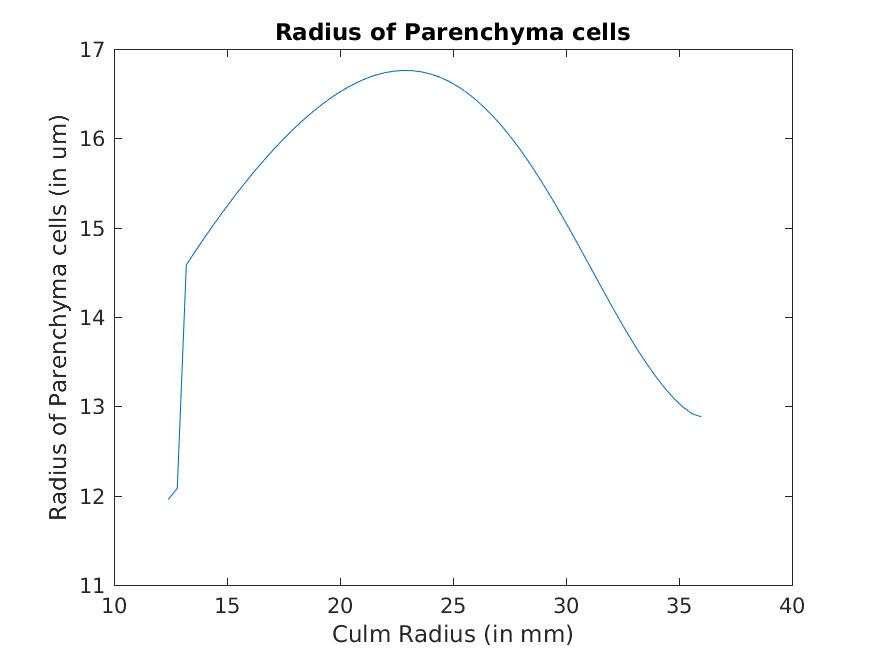 Radius of Parenchyma cells
Radius of Parenchyma cells (in um)
17
16
15
14
13
12
11
10 15 20 25 30 35 40
Culm Radius (in mm)